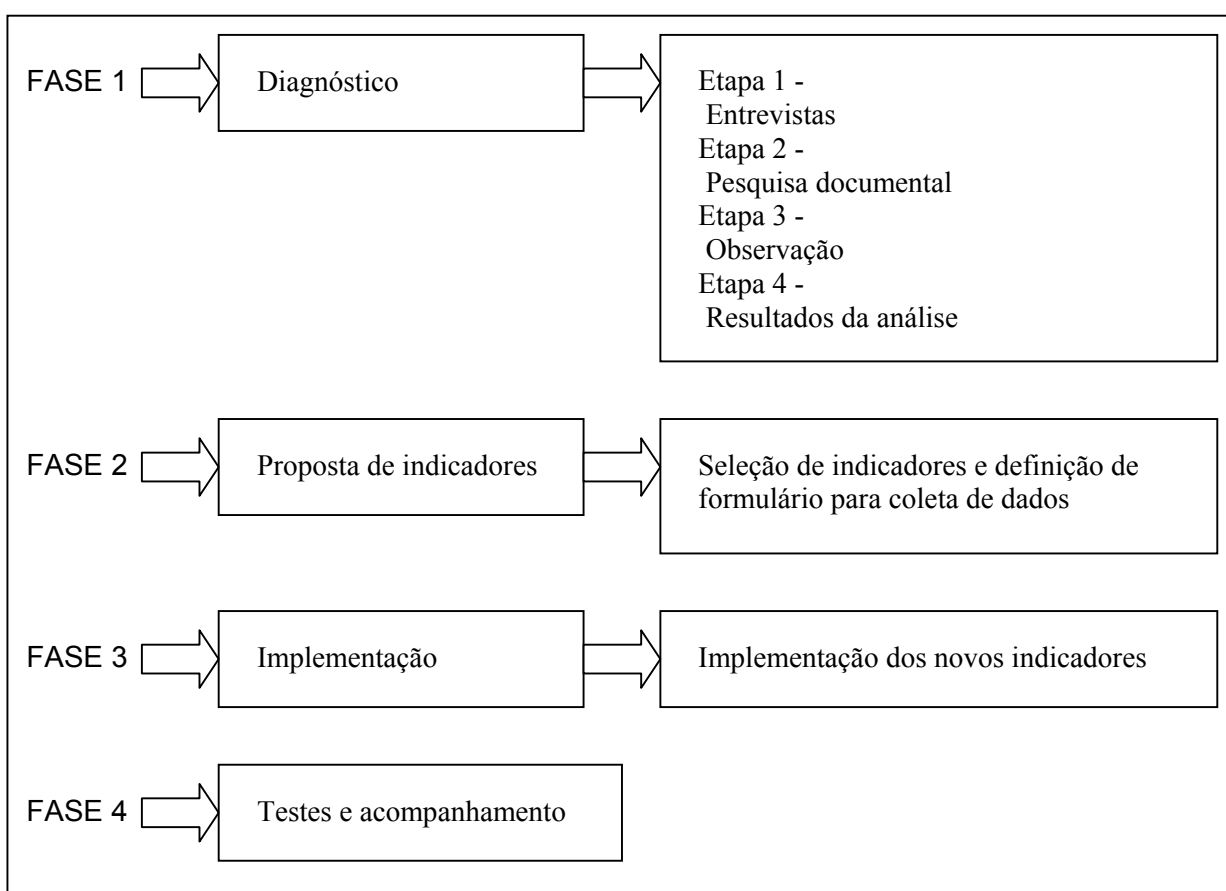 FASE 1
Diagnóstico
Etapa 1 -
Entrevistas
Etapa 2 -
Pesquisa documental
Etapa 3 -
Observação
Etapa 4 -
Resultados da análise
FASE 2
Proposta de indicadores
Seleção de indicadores e definição de
formulário para coleta de dados
FASE 3
Implementação
Implementação dos novos indicadores
FASE 4
Testes e acompanhamento